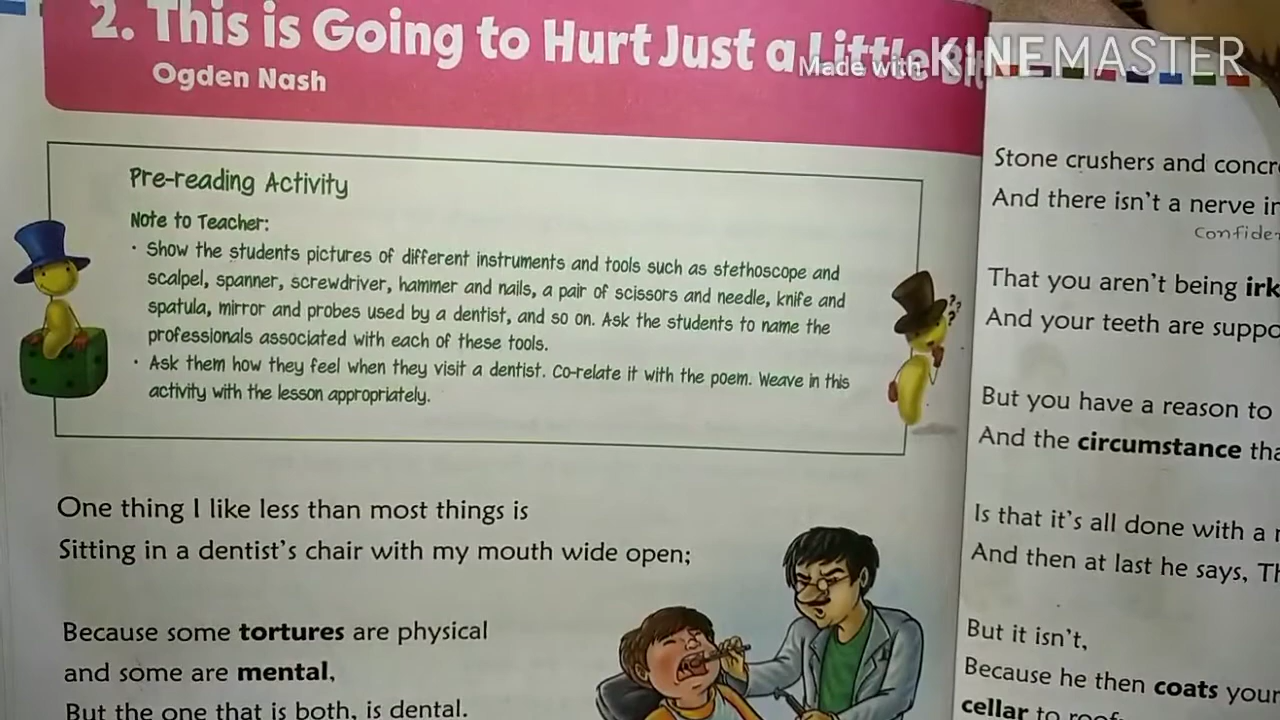 2. This is Going to Hurt Just a Little Bit
Made with KINEMASTER
Ogden Nash
Pre-reading Activity
Note to Teacher:
• Show the students pictures of different instruments and tools such as stethoscope and
scalpel, spanner, screwdriver, hammer and nails, a pair of scissors and needle, knife and
spatula, mirror and probes used by a dentist, and so on. Ask the students to name the
professionals associated with each of these tools.
• Ask them how they feel when they visit a dentist. Co-relate it with the poem. Weave in this
activity with the lesson appropriately.
??
?
One thing I like less than most things is
Sitting in a dentist's chair with my mouth wide open;
Because some tortures are physical
and some are mental,
But the one that is both, is dental.
Stone crushers and
And there isn't a nerve
That you aren't being
And your teeth are
But you have a reason to
And the circumstance
Is that it's all done with a
And then at last he says,
But it isn't,
Because he then coats your
cellar to